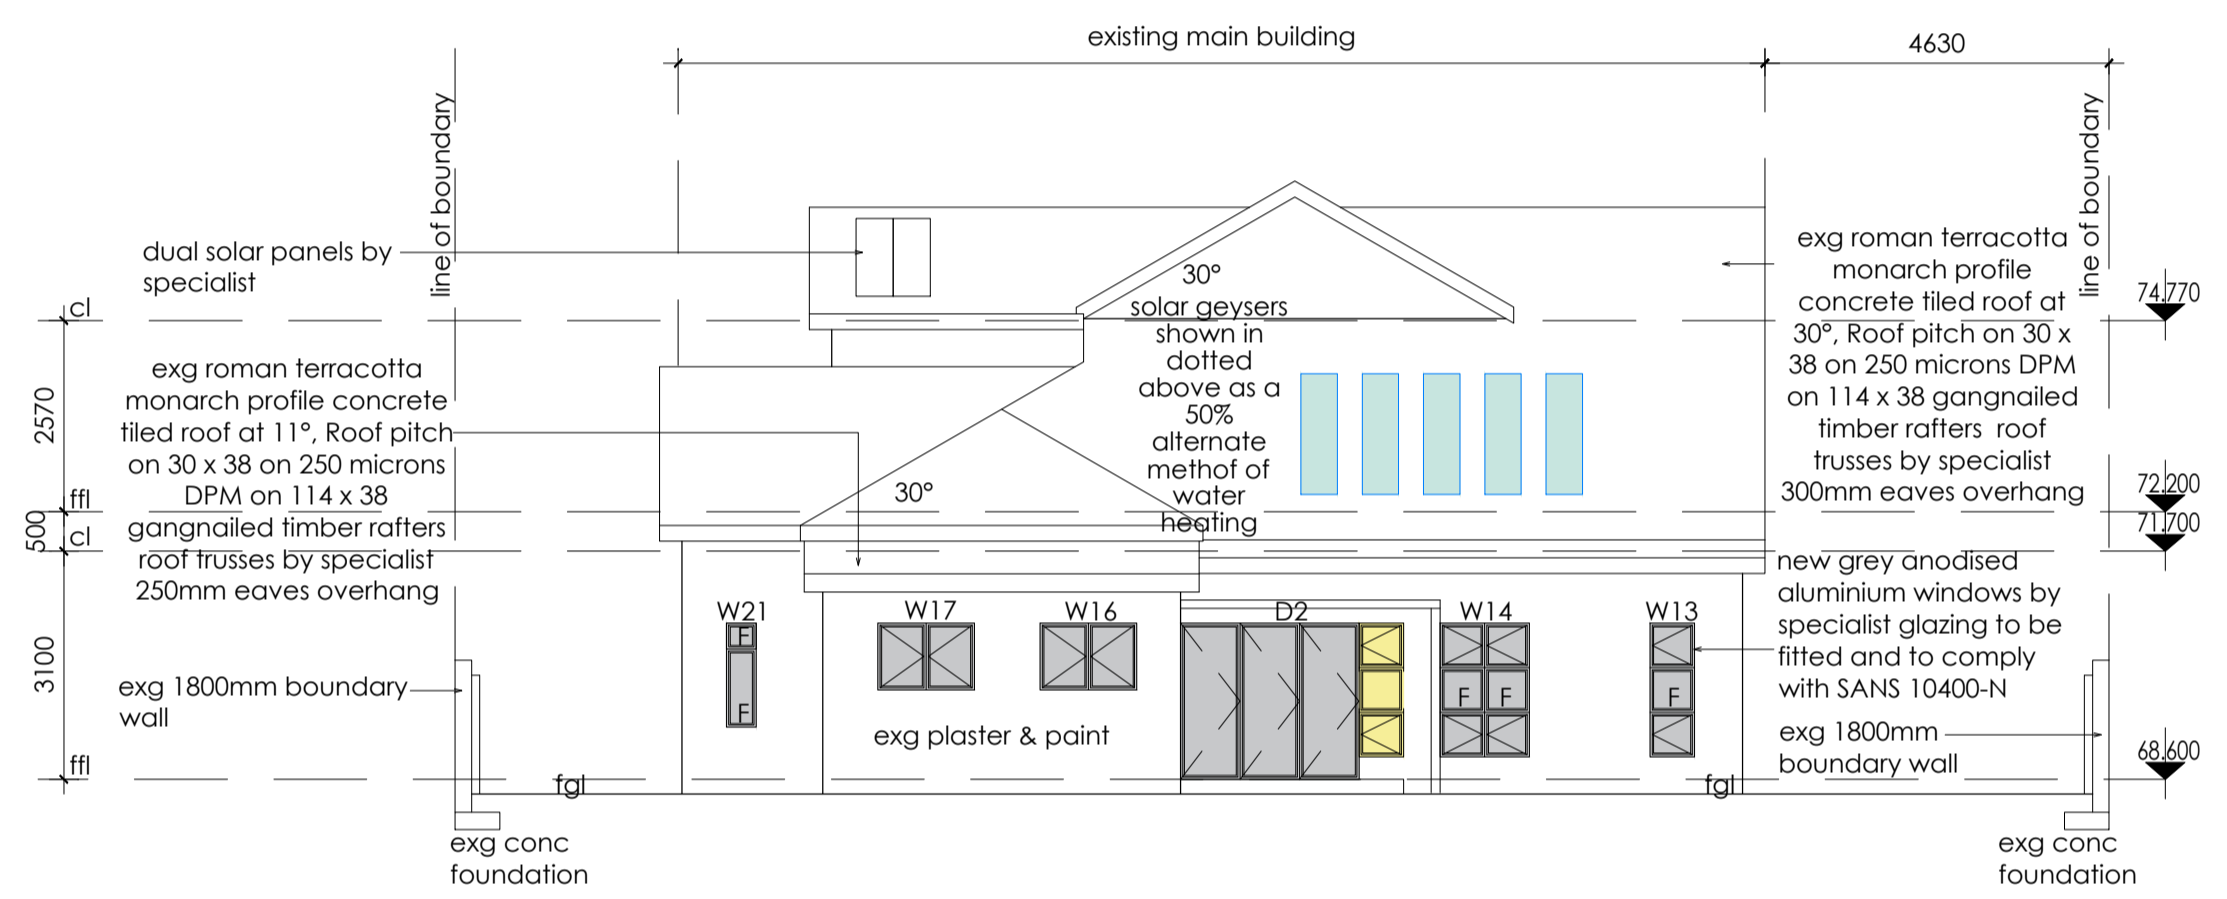 existing main building
4630
line of boundary
line of boundary
dual solar panels by
specialist
exg roman terracotta
monarch profile
concrete tiled roof at
30°, Roof pitch on 30 x
38 on 250 microns DPM
on 114 x 38 gangnailed
timber rafters roof
trusses by specialist
300mm eaves overhang
30°
solar geysers
shown in
dotted
above as a
50%
alternate
methof of
water
heating
cl
74.770
exg roman terracotta
monarch profile concrete
tiled roof at 11°, Roof pitch
on 30 x 38 on 250 microns
DPM on 114 x 38
gangnailed timber rafters
roof trusses by specialist
250mm eaves overhang
2570
30°
ffl
72.200
500
cl
71.700
new grey anodised
aluminium windows by
specialist glazing to be
fitted and to comply
with SANS 10400-N
W21
W17
W16
D2
W14
W13
F
F
F
F
F
3100
exg 1800mm boundary
wall
exg plaster & paint
exg 1800mm
boundary wall
ffl
68.600
fgl
fgl
exg conc
foundation
exg conc
foundation